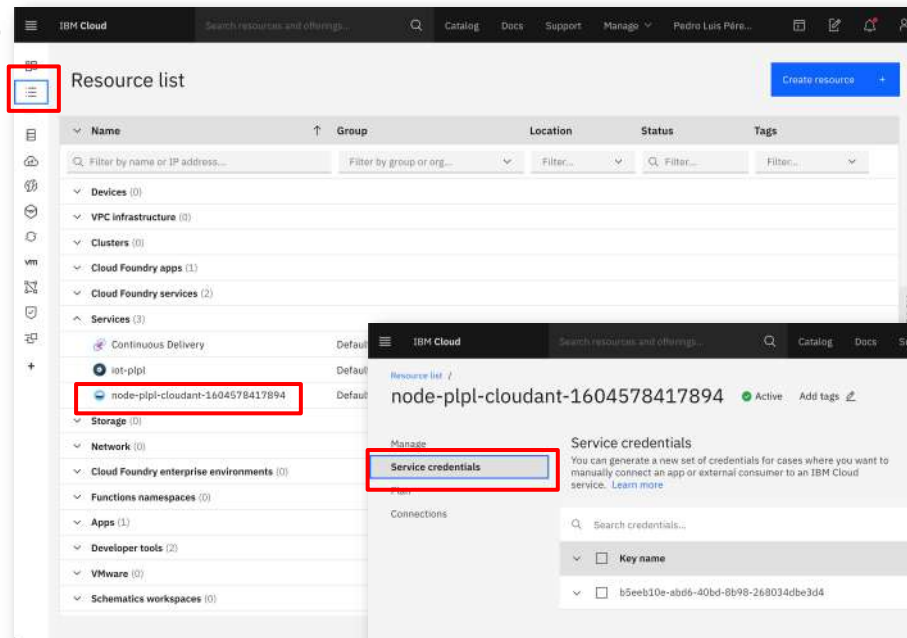 IBM Cloud Search resources and offerings... Catalog Docs Support Manage Pedro Luis Pére...
Resource list
Create resource +
Name Group Location Status Tags
Filter by name or IP address... Filter by group or org... Filter... Filter... Filter...
Devices (0)
VPC infrastructure (0)
Clusters (0)
Cloud Foundry apps (1)
vm
Cloud Foundry services (2)
Services (3)
Continuous Delivery Default
iot-plpl Default
node-plpl-cloudant-1604578417894 Default
Storage (0)
Network (0)
Cloud Foundry enterprise environments (0)
Functions namespaces (0)
Apps (1)
Developer tools (2)
VMware (0)
Schematics workspaces (0)
IBM Cloud Search resources and offerings... Catalog Docs
Resource list /
node-plpl-cloudant-1604578417894 Active Add tags
Manage
Service credentials
Plan
Connections
Service credentials
You can generate a new set of credentials for cases where you want to
manually connect an app or external consumer to an IBM Cloud
service. Learn more
Search credentials...
Key name
b5eeb10e-abd6-40bd-8b98-268034dbe3d4